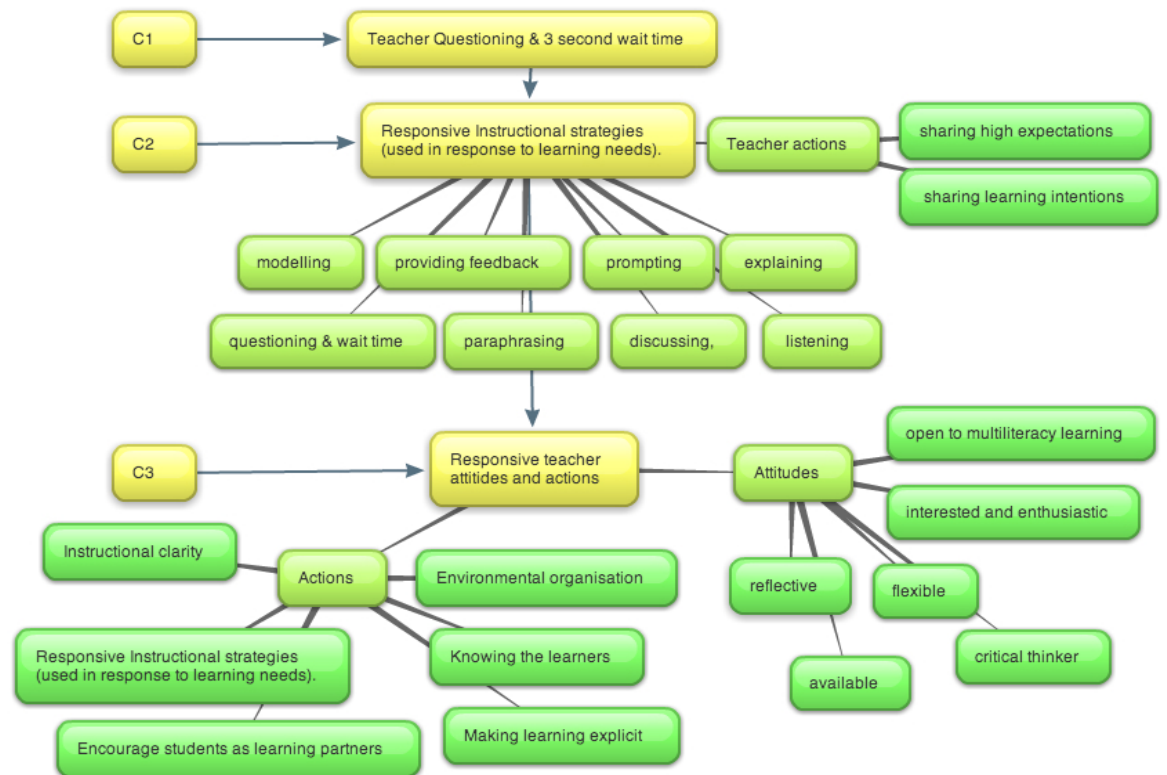 C1
Teacher Questioning & 3 second wait time
C2
Responsive Instructional strategies
(used in response to learning needs).
Teacher actions
sharing high expectations
sharing learning intentions
modelling
providing feedback
prompting
explaining
questioning & wait time
paraphrasing
discussing,
listening
C3
Responsive teacher
attitides and actions
Attitudes
open to multiliteracy learning
interested and enthusiastic
reflective
flexible
available
critical thinker
Instructional clarity
Actions
Environmental organisation
Responsive Instructional strategies
(used in response to learning needs).
Knowing the learners
Encourage students as learning partners
Making learning explicit